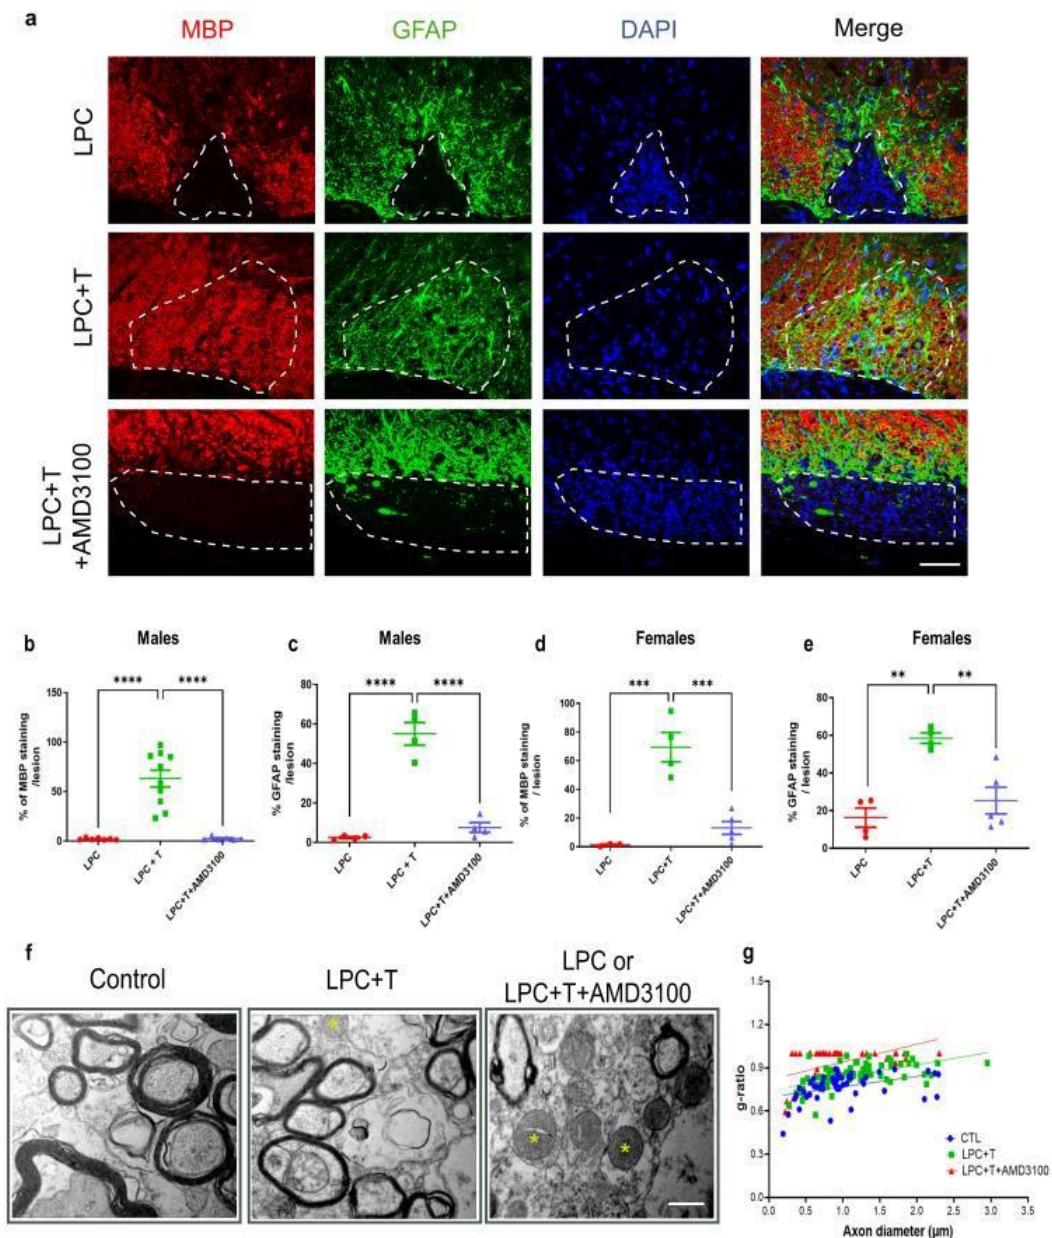 a
MBP GFAP DAPI Merge
LPC
LPC+T
LPC+T
+AMD3100
b Males
**** ****
% of MBP staining
/lesion
150
100
50
0
LPC LPC + T LPC+T+AMD3100
c Males
**** ****
% GFAP staining
/lesion
80
60
40
20
0
LPC LPC + T LPC+T+AMD3100
d Females
*** ***
% of MBP staining
/ lesion
150
100
50
0
LPC LPC+T LPC+T+AMD3100
e Females
** **
% GFAP staining
/ lesion
80
60
40
20
0
LPC LPC+T LPC+T+AMD3100
f
Control LPC+T LPC or
LPC+T+AMD3100
*
* *
g
g-ratio
1.5
1.2
0.9
0.6
0.3
0.0
CTL
LPC+T
LPC+T+AMD3100
0.0 0.5 1.0 1.5 2.0 2.5 3.0 3.5
Axon diameter (µm)